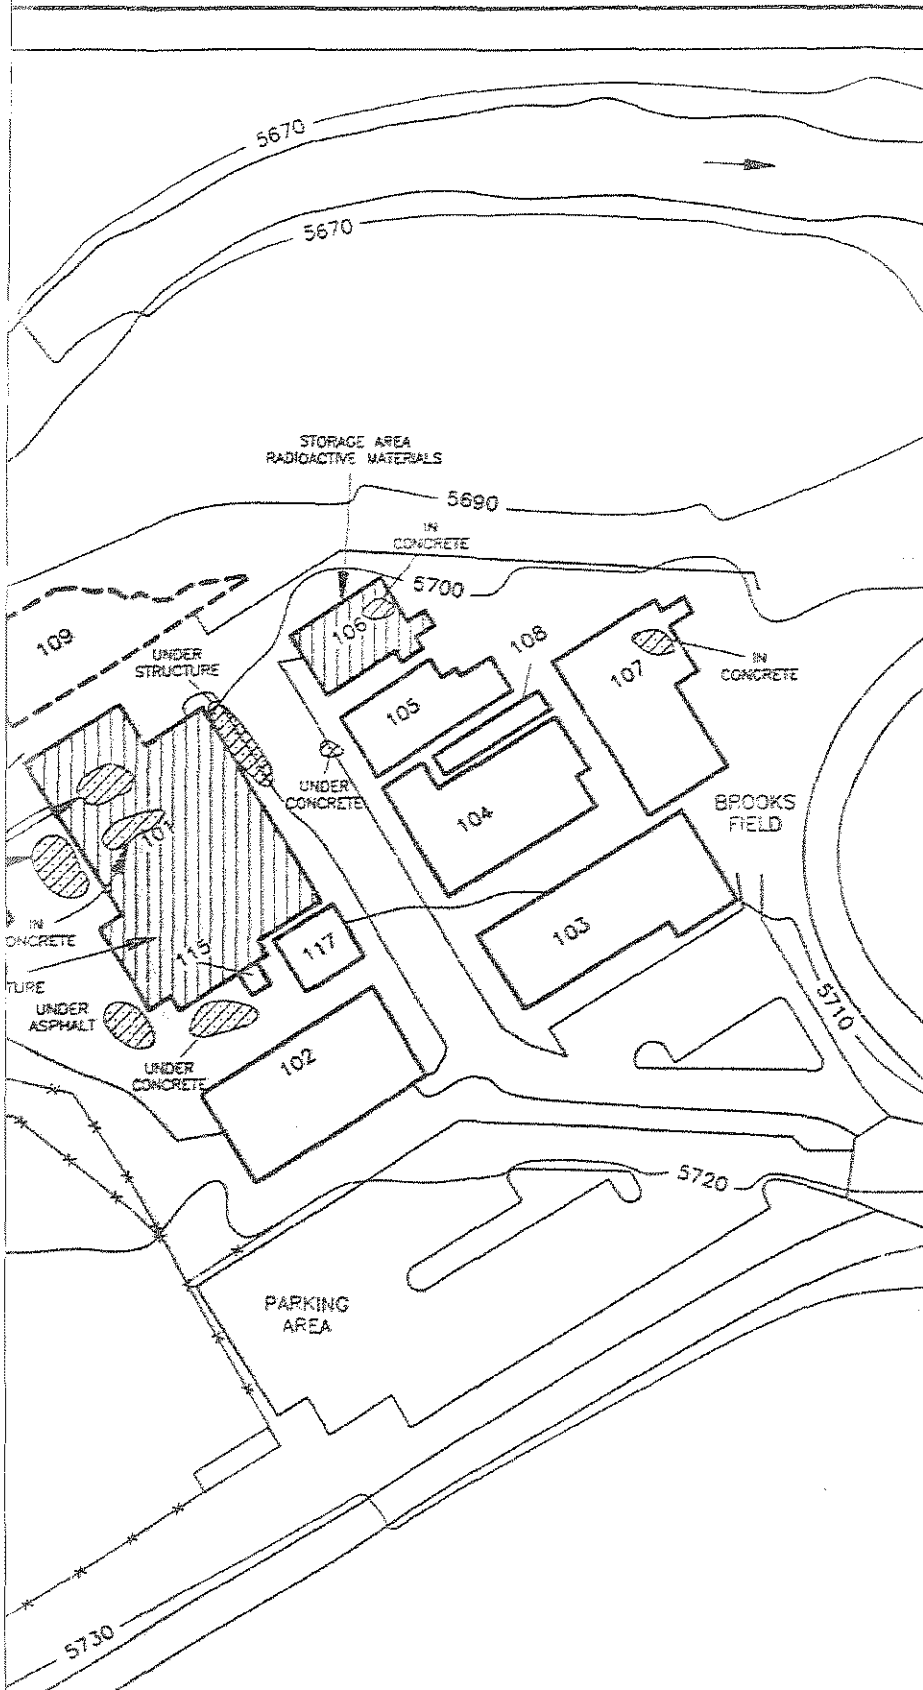 5670
5670
STORAGE AREA
RADIOACTIVE MATERIALS
5690
IN
CONCRETE
5700
106
109
UNDER
STRUCTURE
108
107
IN
CONCRETE
105
UNDER
CONCRETE
104
BROOKS
FIELD
101
IN
ONCRETE
103
115
117
TURE
UNDER
ASPHALT
5710
UNDER
CONCRETE
102
5720
PARKING
AREA
5730